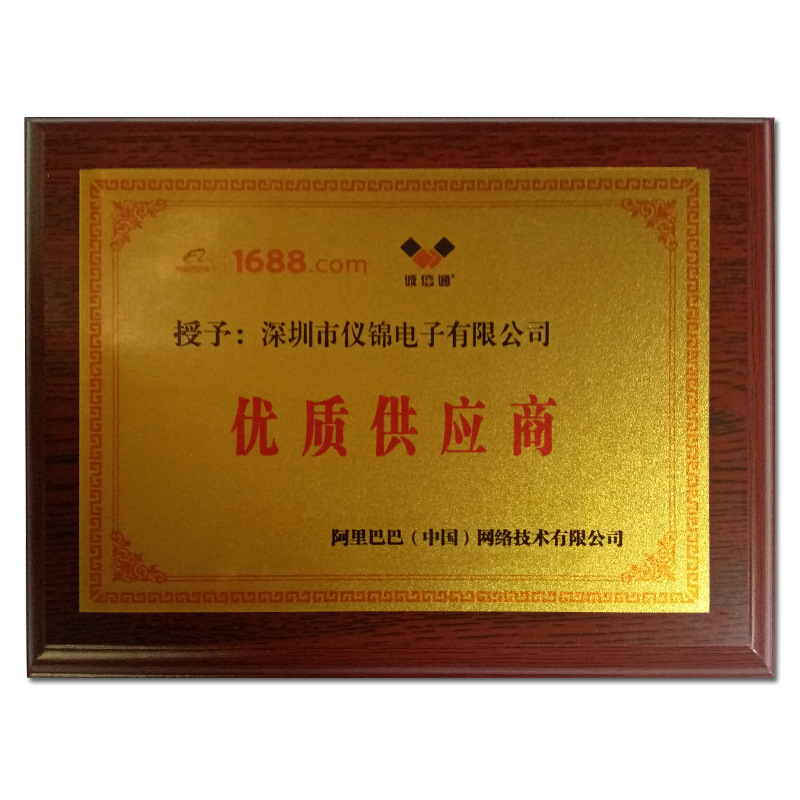 1688.com
诚信通®
授予：深圳市仪锦电子有限公司
优质供应商
阿里巴巴（中国）网络技术有限公司